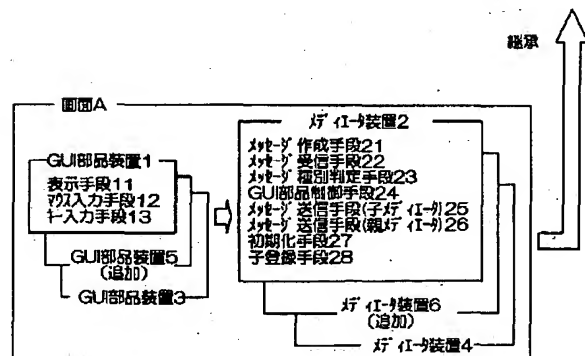 継承
画面A
GUI部品装置1
表示手段11
マウス入力手段12
キー入力手段13
GUI部品装置5
(追加)
GUI部品装置3
メディエータ装置2
メッセージ作成手段21
メッセージ受信手段22
メッセージ種別判定手段23
GUI部品制御手段24
メッセージ送信手段(子メディエータ)25
メッセージ送信手段(親メディエータ)26
初期化手段27
子登録手段28
メディエータ装置6
(追加)
メディエータ装置4